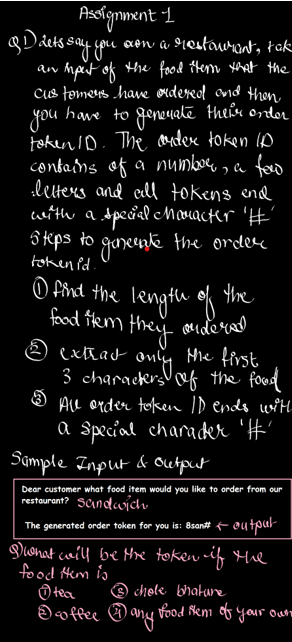 Assignment-1
Q1) Lets say you own a restaurant, take
an input of the food item that the
customers have ordered and then
you have to generate their order
token ID. The order token ID
contains of a number, a few
letters and all tokens end
with a special character '#'
Steps to generate the order
token id.
① find the length of the
food item they ordered
② extract only the first
3 characters of the food
③ All order token ID ends with
a special character '#'
Sample Input & output
Dear customer what food item would you like to order from our
restaurant? sandwich
The generated order token for you is: 8san# ← output
Q) what will be the token if the
food item is
① tea ③ chole bhature
② coffee ④ any food item of your own